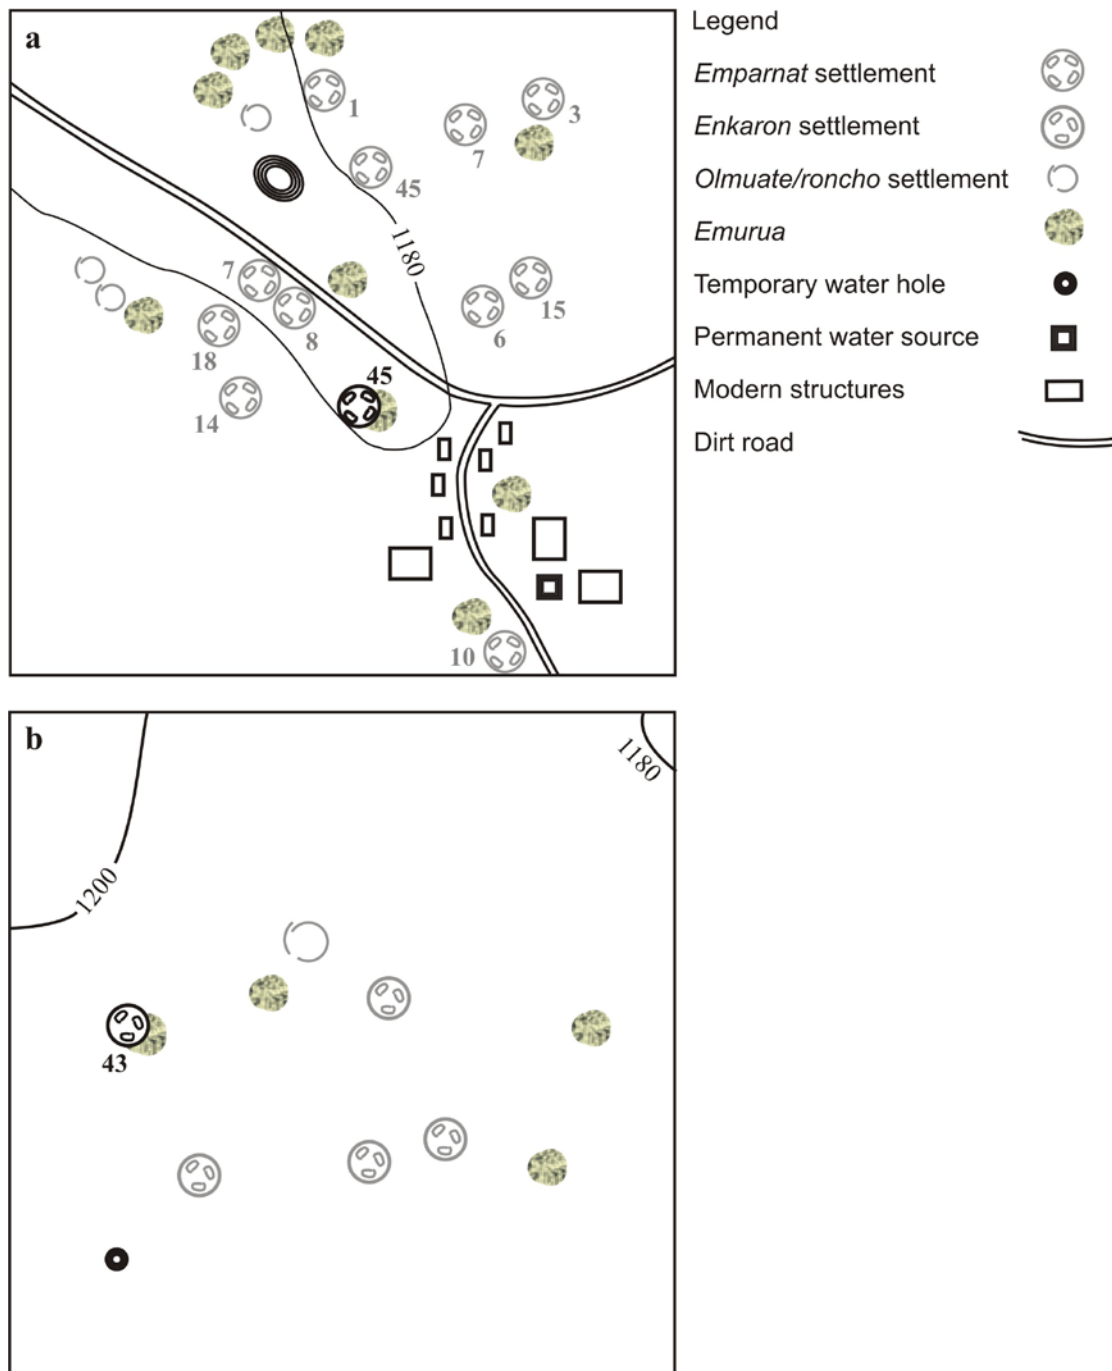 a
1
3
7
45
1180
7
8
15
6
18
45
14
10
Legend
Emparnat settlement
Enkaron settlement
Olmuate/roncho settlement
Emurua
Temporary water hole
Permanent water source
Modern structures
Dirt road
b
1180
1200
43